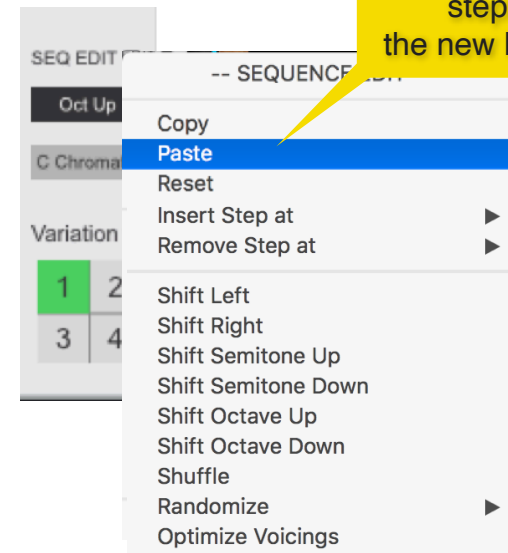 step
the new
SEQ EDIT
-- SEQUENCE EDIT
Oct Up
Copy
Paste
C Chroma
Reset
Insert Step at
Variation
Remove Step at
1 2
3 4
Shift Left
Shift Right
Shift Semitone Up
Shift Semitone Down
Shift Octave Up
Shift Octave Down
Shuffle
Randomize
Optimize Voicings